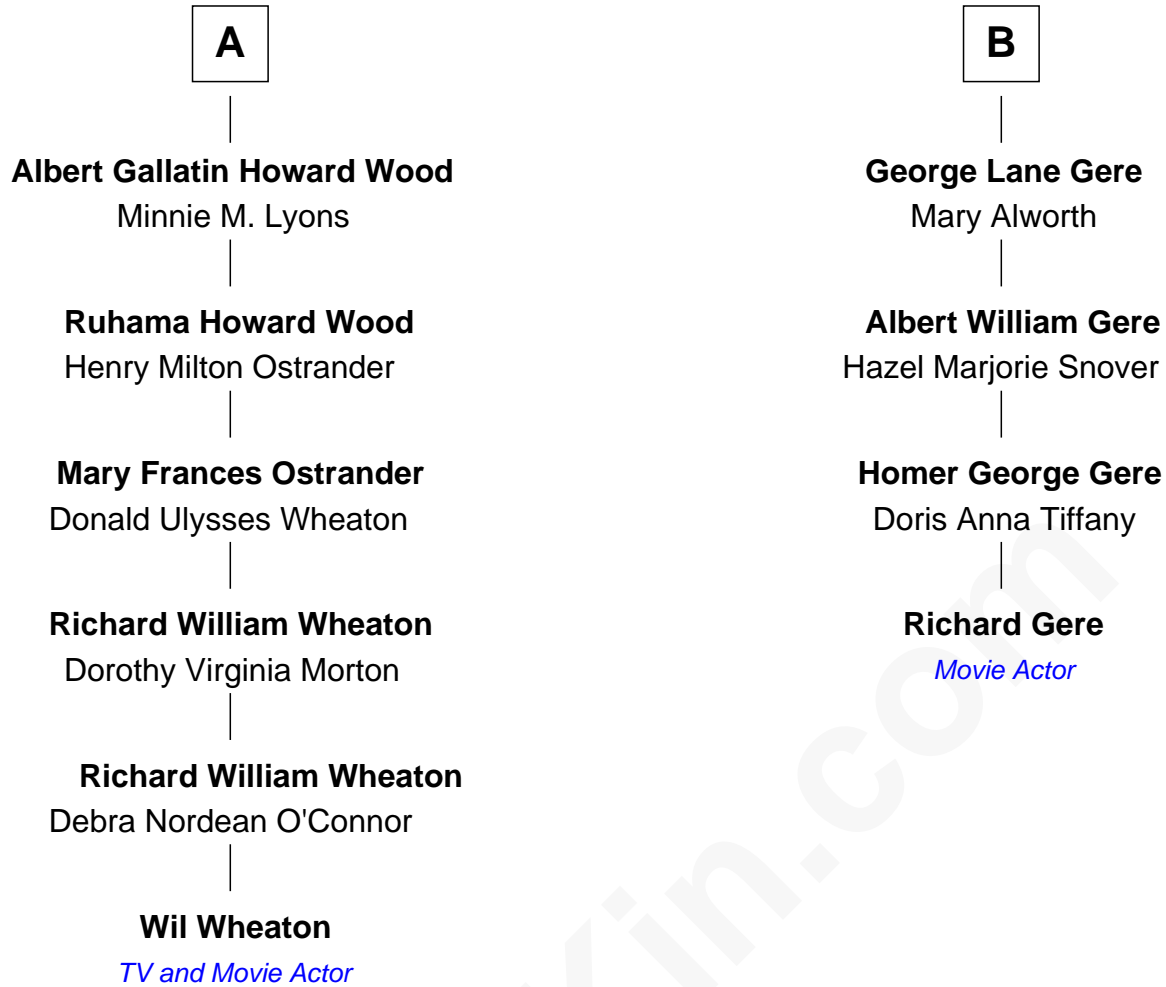 A
Albert Gallatin Howard Wood
Minnie M. Lyons
Ruhama Howard Wood
Henry Milton Ostrander
Mary Frances Ostrander
Donald Ulysses Wheaton
Richard William Wheaton
Dorothy Virginia Morton
Richard William Wheaton
Debra Nordean O'Connor
Wil Wheaton
TV and Movie Actor
B
George Lane Gere
Mary Alworth
Albert William Gere
Hazel Marjorie Snover
Homer George Gere
Doris Anna Tiffany
Richard Gere
Movie Actor